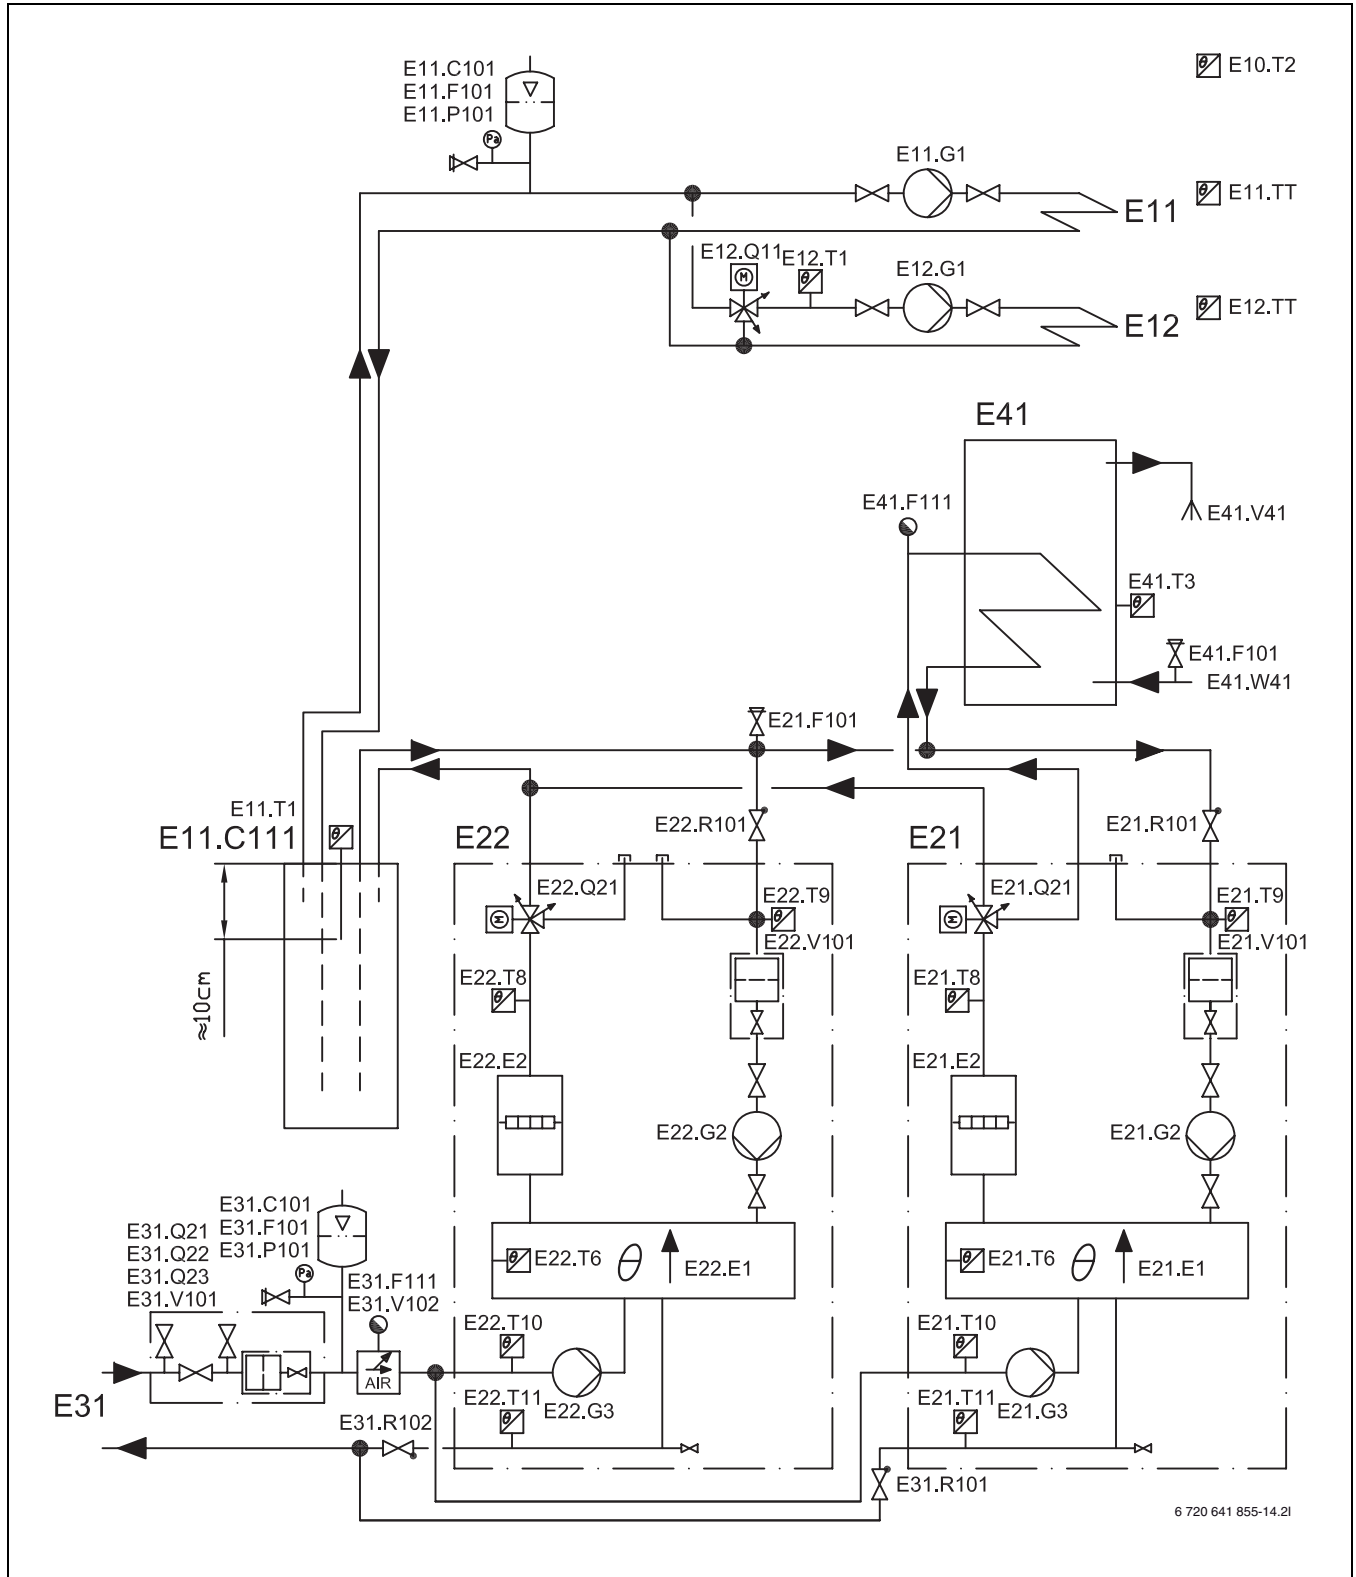 E11.C101
E11.F101
E11.P101
Pa
E10.T2
θ
E11.G1
E11
θ
E11.TT
E12.Q11
M
E12.T1
θ
E12.G1
E12
θ
E12.TT
E41
E41.F111
E41.V41
E41.T3
θ
E41.F101
E41.W41
E21.F101
E11.T1
E11.C111
θ
≈10cm
E22
E22.R101
E21
E21.R101
E22.Q21
M
E22.T9
θ
E22.V101
E21.Q21
M
E21.T9
θ
E21.V101
E22.T8
θ
E21.T8
θ
E22.E2
E22.G2
E21.E2
E21.G2
θ
E22.T6
θ
E22.E1
θ
E21.T6
θ
E21.E1
E31.C101
E31.F101
E31.P101
E31.Q21
E31.Q22
E31.Q23
E31.V101
Pa
E31.F111
E31.V102
AIR
E31
E22.T10
θ
E22.G3
E22.T11
θ
E21.T10
θ
E21.G3
E21.T11
θ
E31.R102
E31.R101
6 720 641 855-14.2I